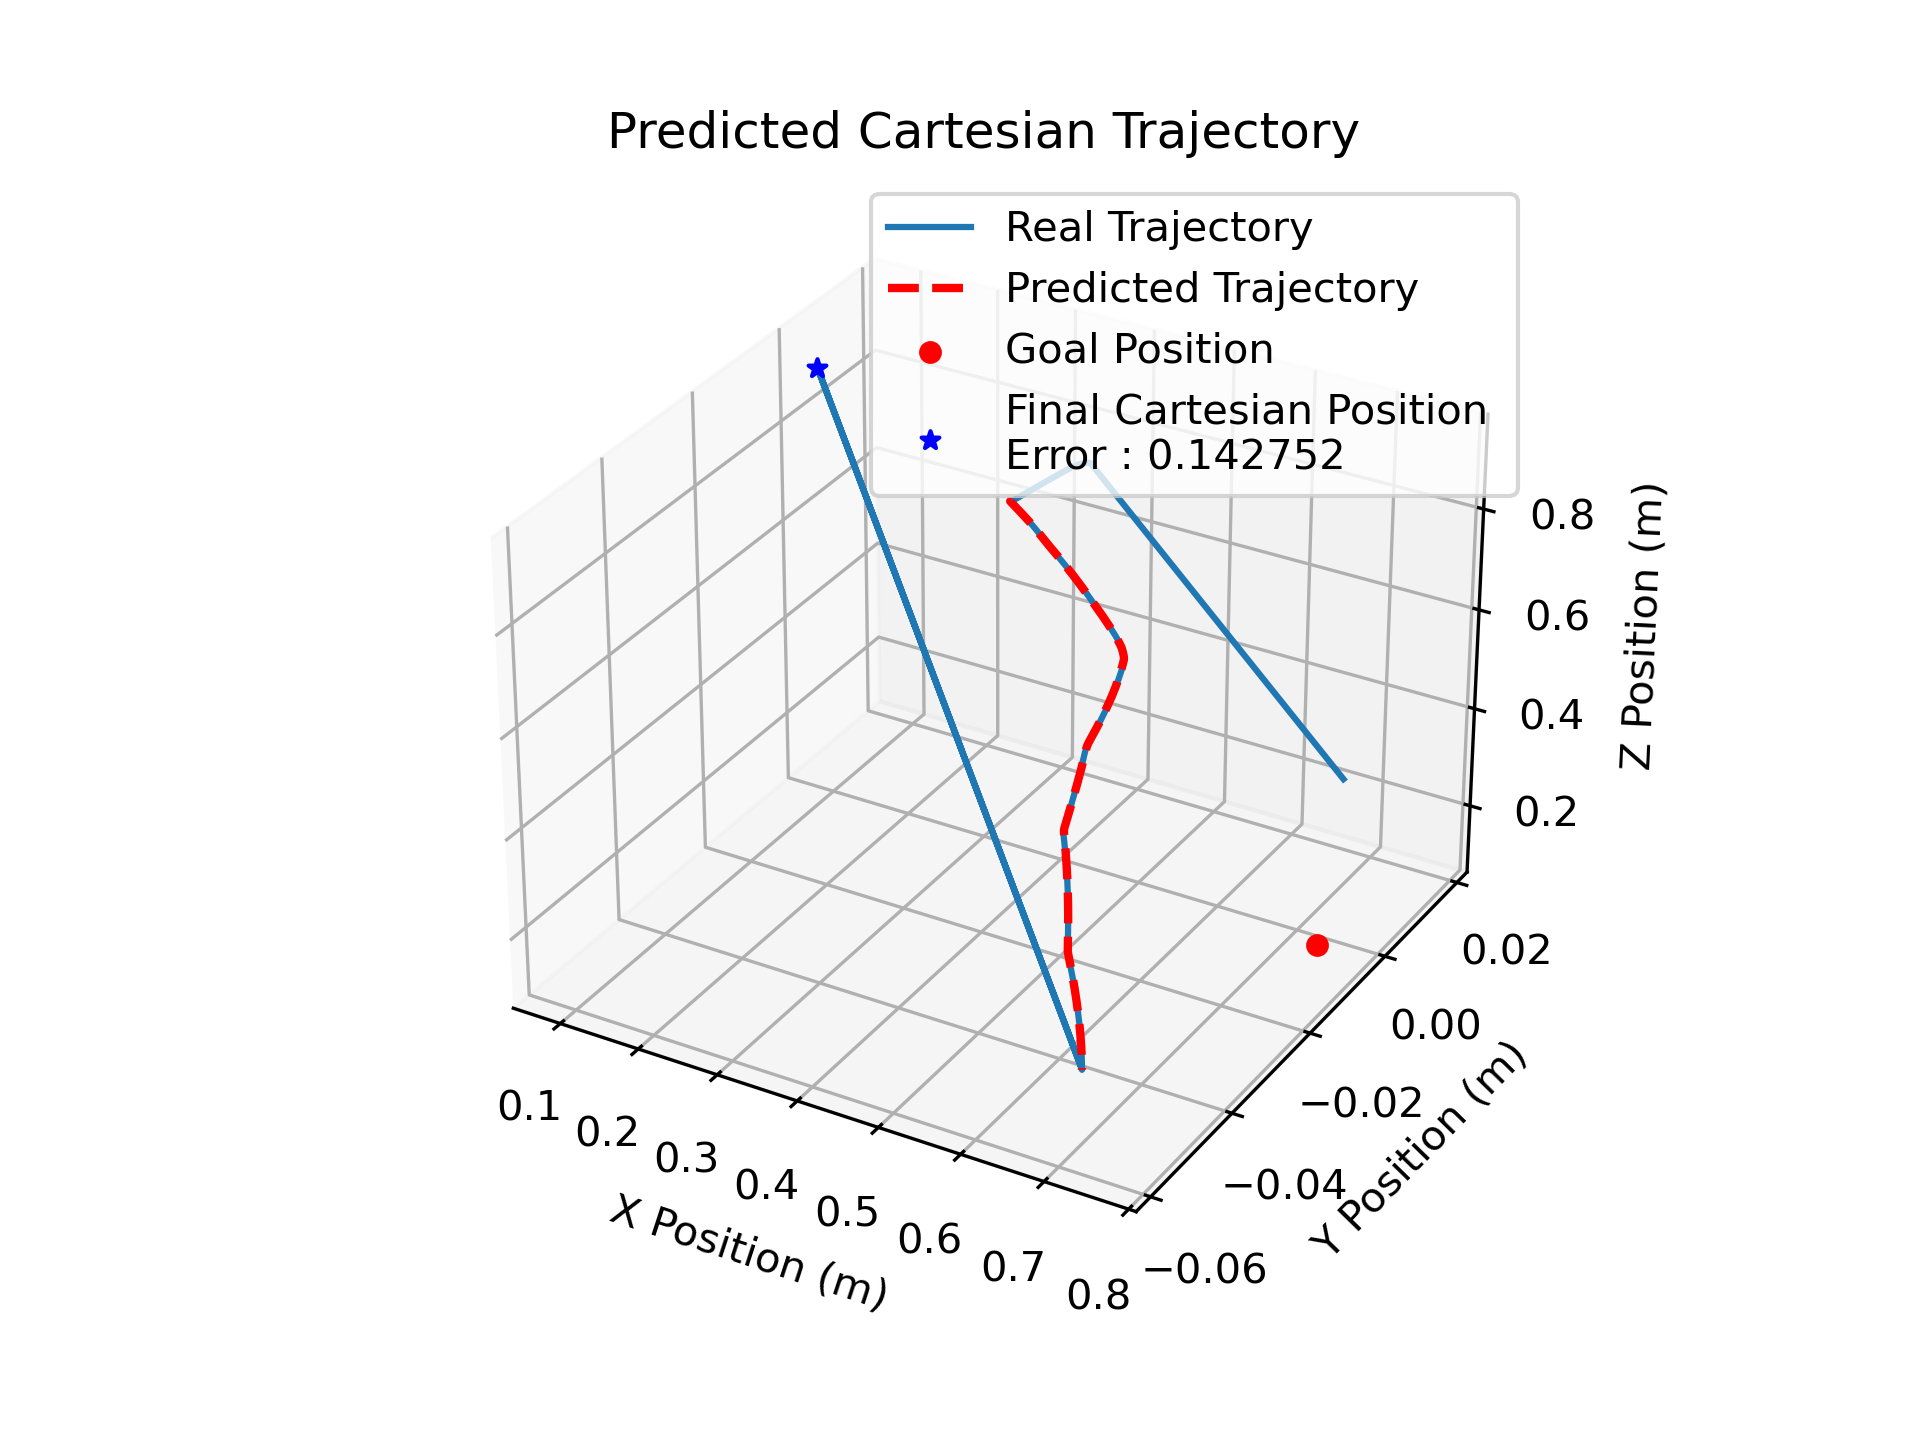 Predicted Cartesian Trajectory
Real Trajectory
Predicted Trajectory
Goal Position
Final Cartesian Position
Error : 0.142752
0.8
0.6
0.4
0.2
Z Position (m)
0.02
0.00
−0.02
−0.04
−0.06
Y Position (m)
0.1
0.2
0.3
0.4
0.5
0.6
0.7
0.8
X Position (m)